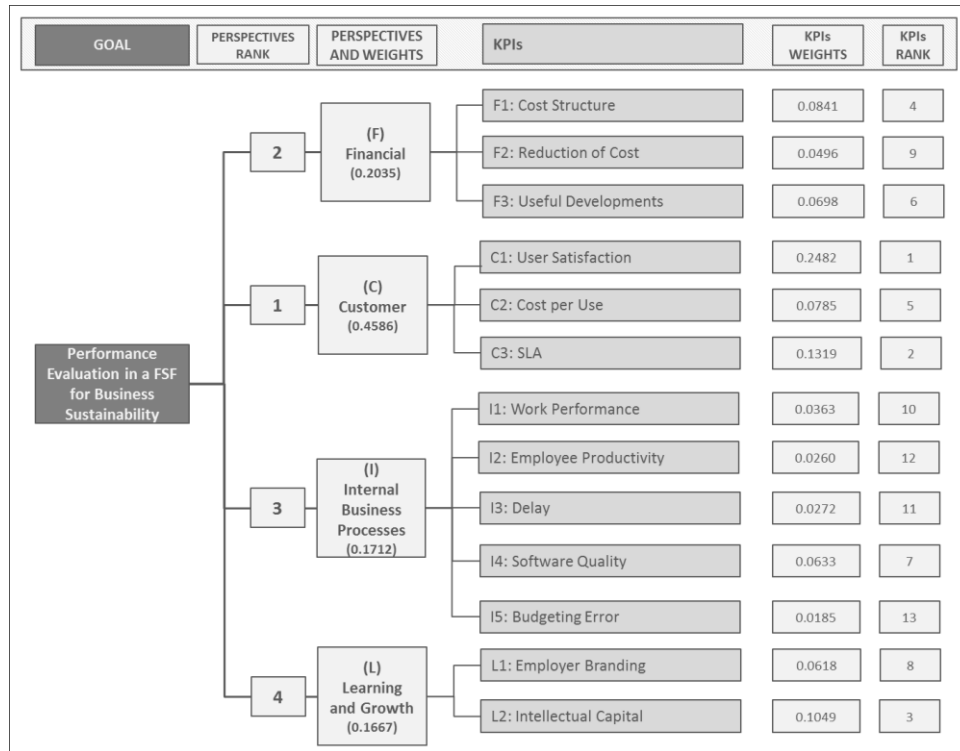 GOAL
PERSPECTIVES
RANK
PERSPECTIVES
AND WEIGHTS
KPIs
KPIs
WEIGHTS
KPIs
RANK
Performance
Evaluation in a FSF
for Business
Sustainability
2
(F)
Financial
(0.2035)
F1: Cost Structure
0.0841
4
F2: Reduction of Cost
0.0496
9
F3: Useful Developments
0.0698
6
1
(C)
Customer
(0.4586)
C1: User Satisfaction
0.2482
1
C2: Cost per Use
0.0785
5
C3: SLA
0.1319
2
3
(I)
Internal
Business
Processes
(0.1712)
I1: Work Performance
0.0363
10
I2: Employee Productivity
0.0260
12
I3: Delay
0.0272
11
I4: Software Quality
0.0633
7
I5: Budgeting Error
0.0185
13
4
(L)
Learning
and Growth
(0.1667)
L1: Employer Branding
0.0618
8
L2: Intellectual Capital
0.1049
3